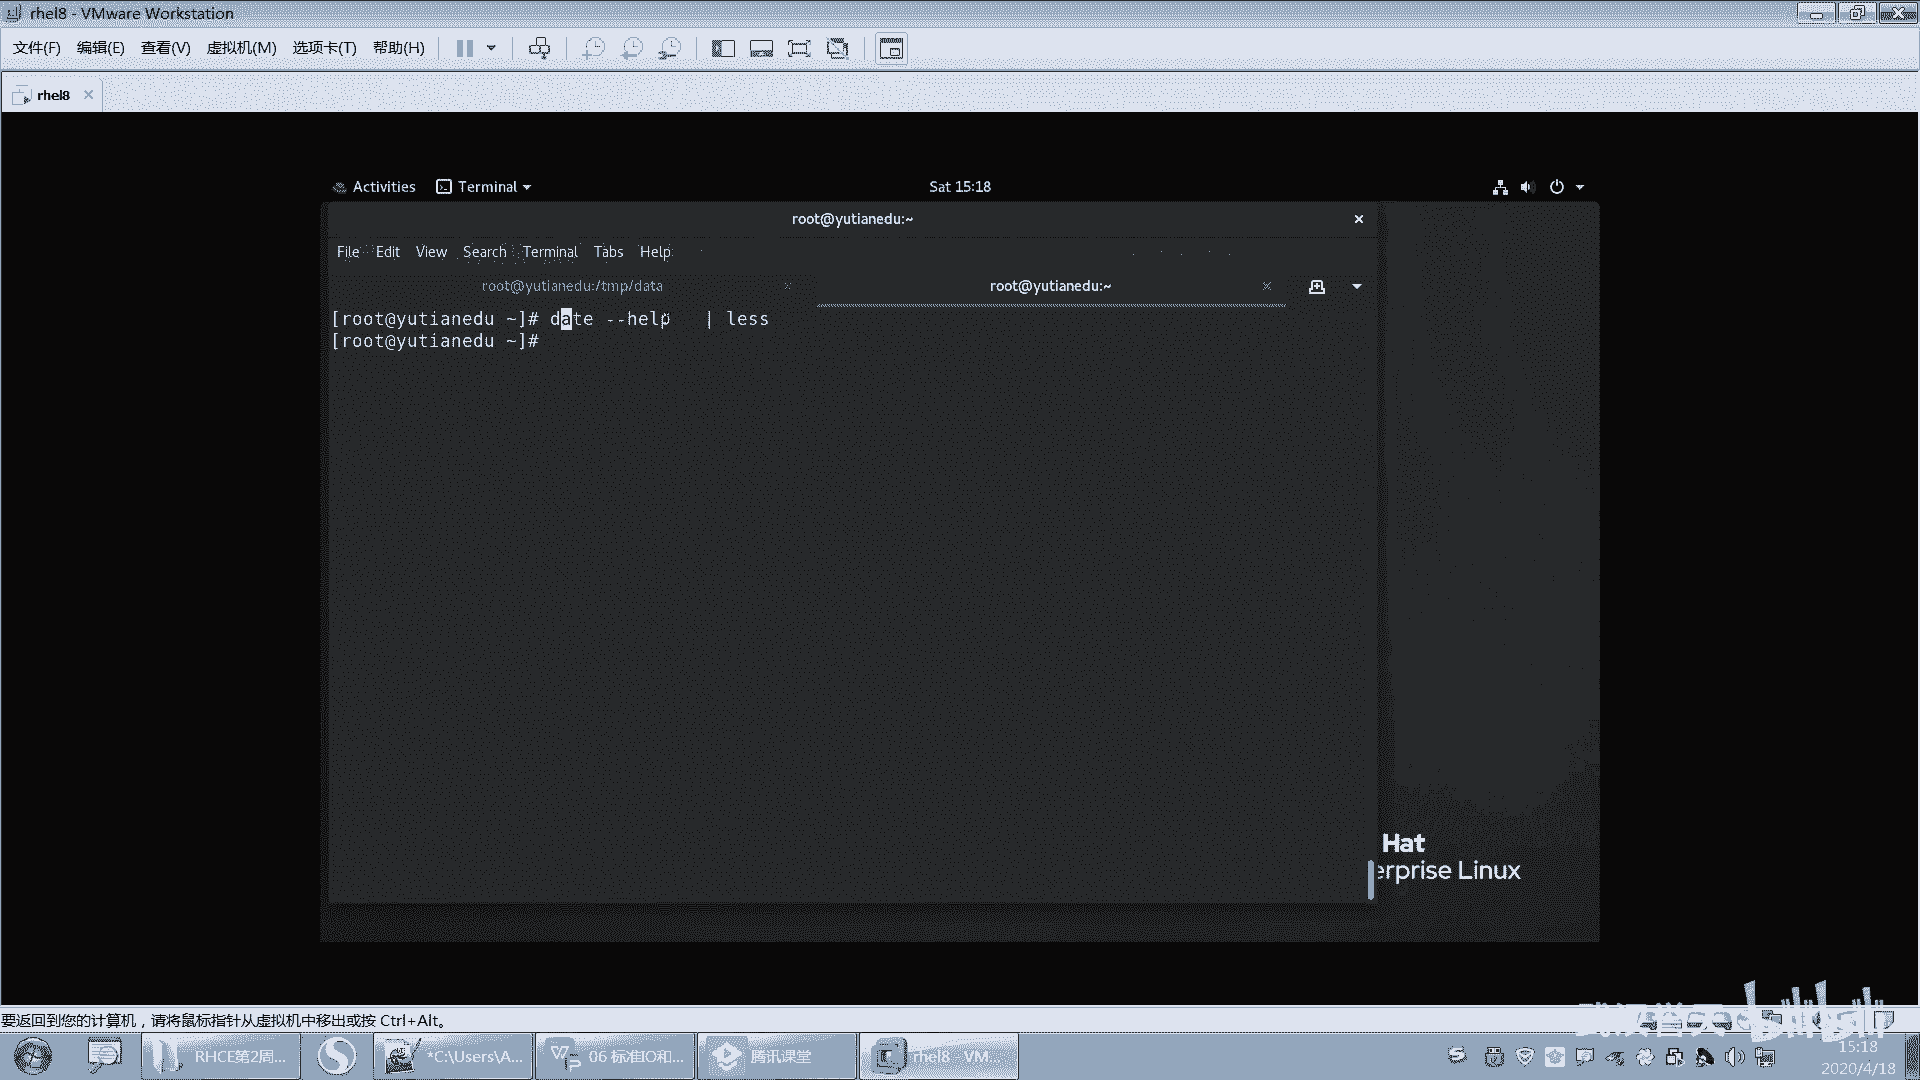 rhel8 - VMware Workstation
文件(F) 编辑(E) 查看(V) 虚拟机(M) 选项卡(T) 帮助(H)
rhel8
Activities Terminal Sat 15:18
root@yutianedu:~
File Edit View Search Terminal Tabs Help
root@yutianedu:/tmp/data root@yutianedu:~
[root@yutianedu ~]# date --help | less
[root@yutianedu ~]#
Hat
erprise Linux
要返回到您的计算机，请将鼠标指针从虚拟机中移出或按 Ctrl+Alt。
RHCE第2周... *C:\Users\A... 06 标准IO和... 腾讯课堂 rhel8 - VM...
15:18
2020/4/18